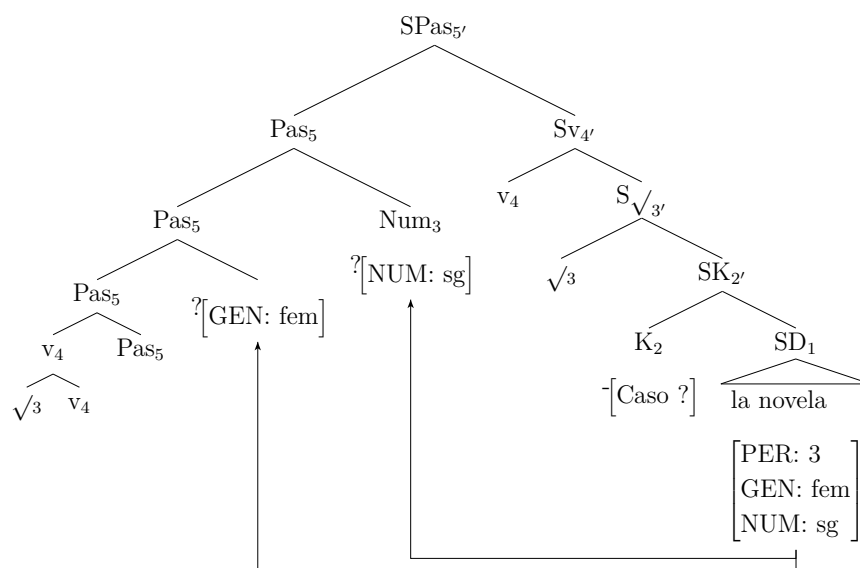 SPas5′
Pas5 Sv4′
Pas5 Num3 v4 S√3′
Pas5 ?[GEN: fem] ?[NUM: sg] √3 SK2′
v4 Pas5 K2 SD1
√3 v4 -[Caso ?] la novela
[PER: 3
GEN: fem
NUM: sg]